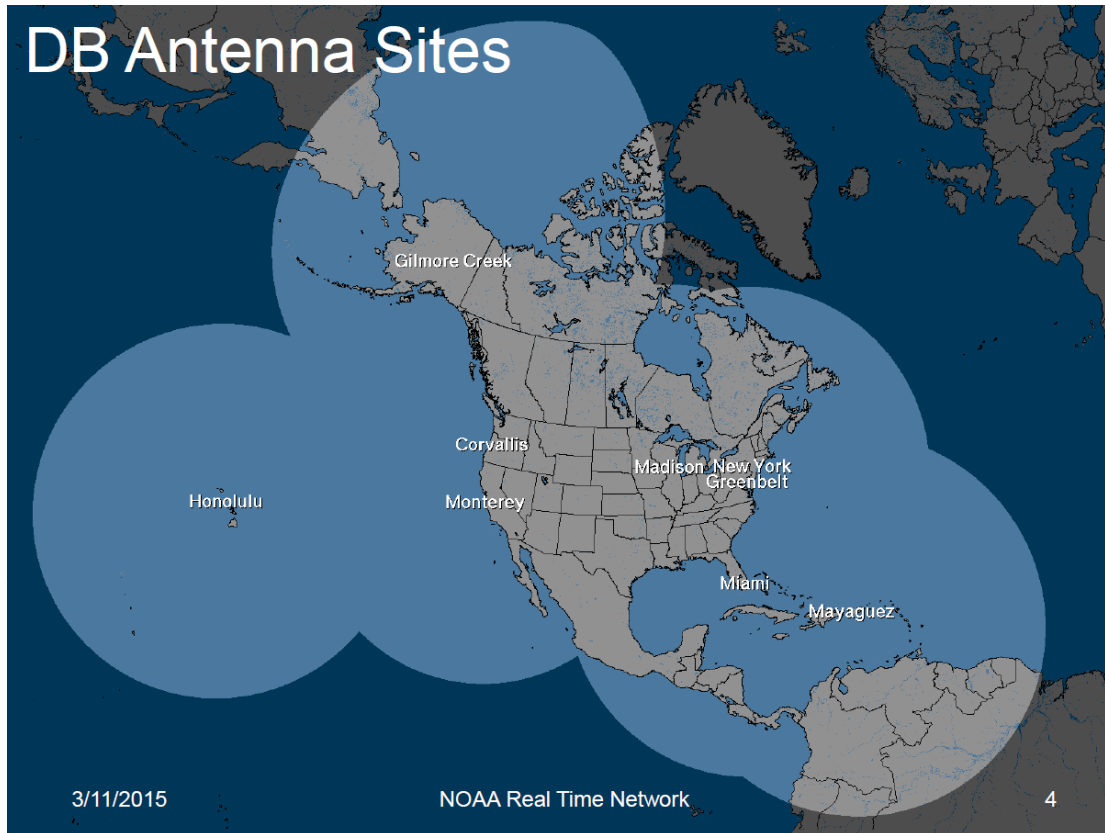 DB Antenna Sites
Gilmore Creek
Corvallis
Madison New York
Greenbelt
Honolulu
Monterey
Miami
Mayaguez
3/11/2015
NOAA Real Time Network
4